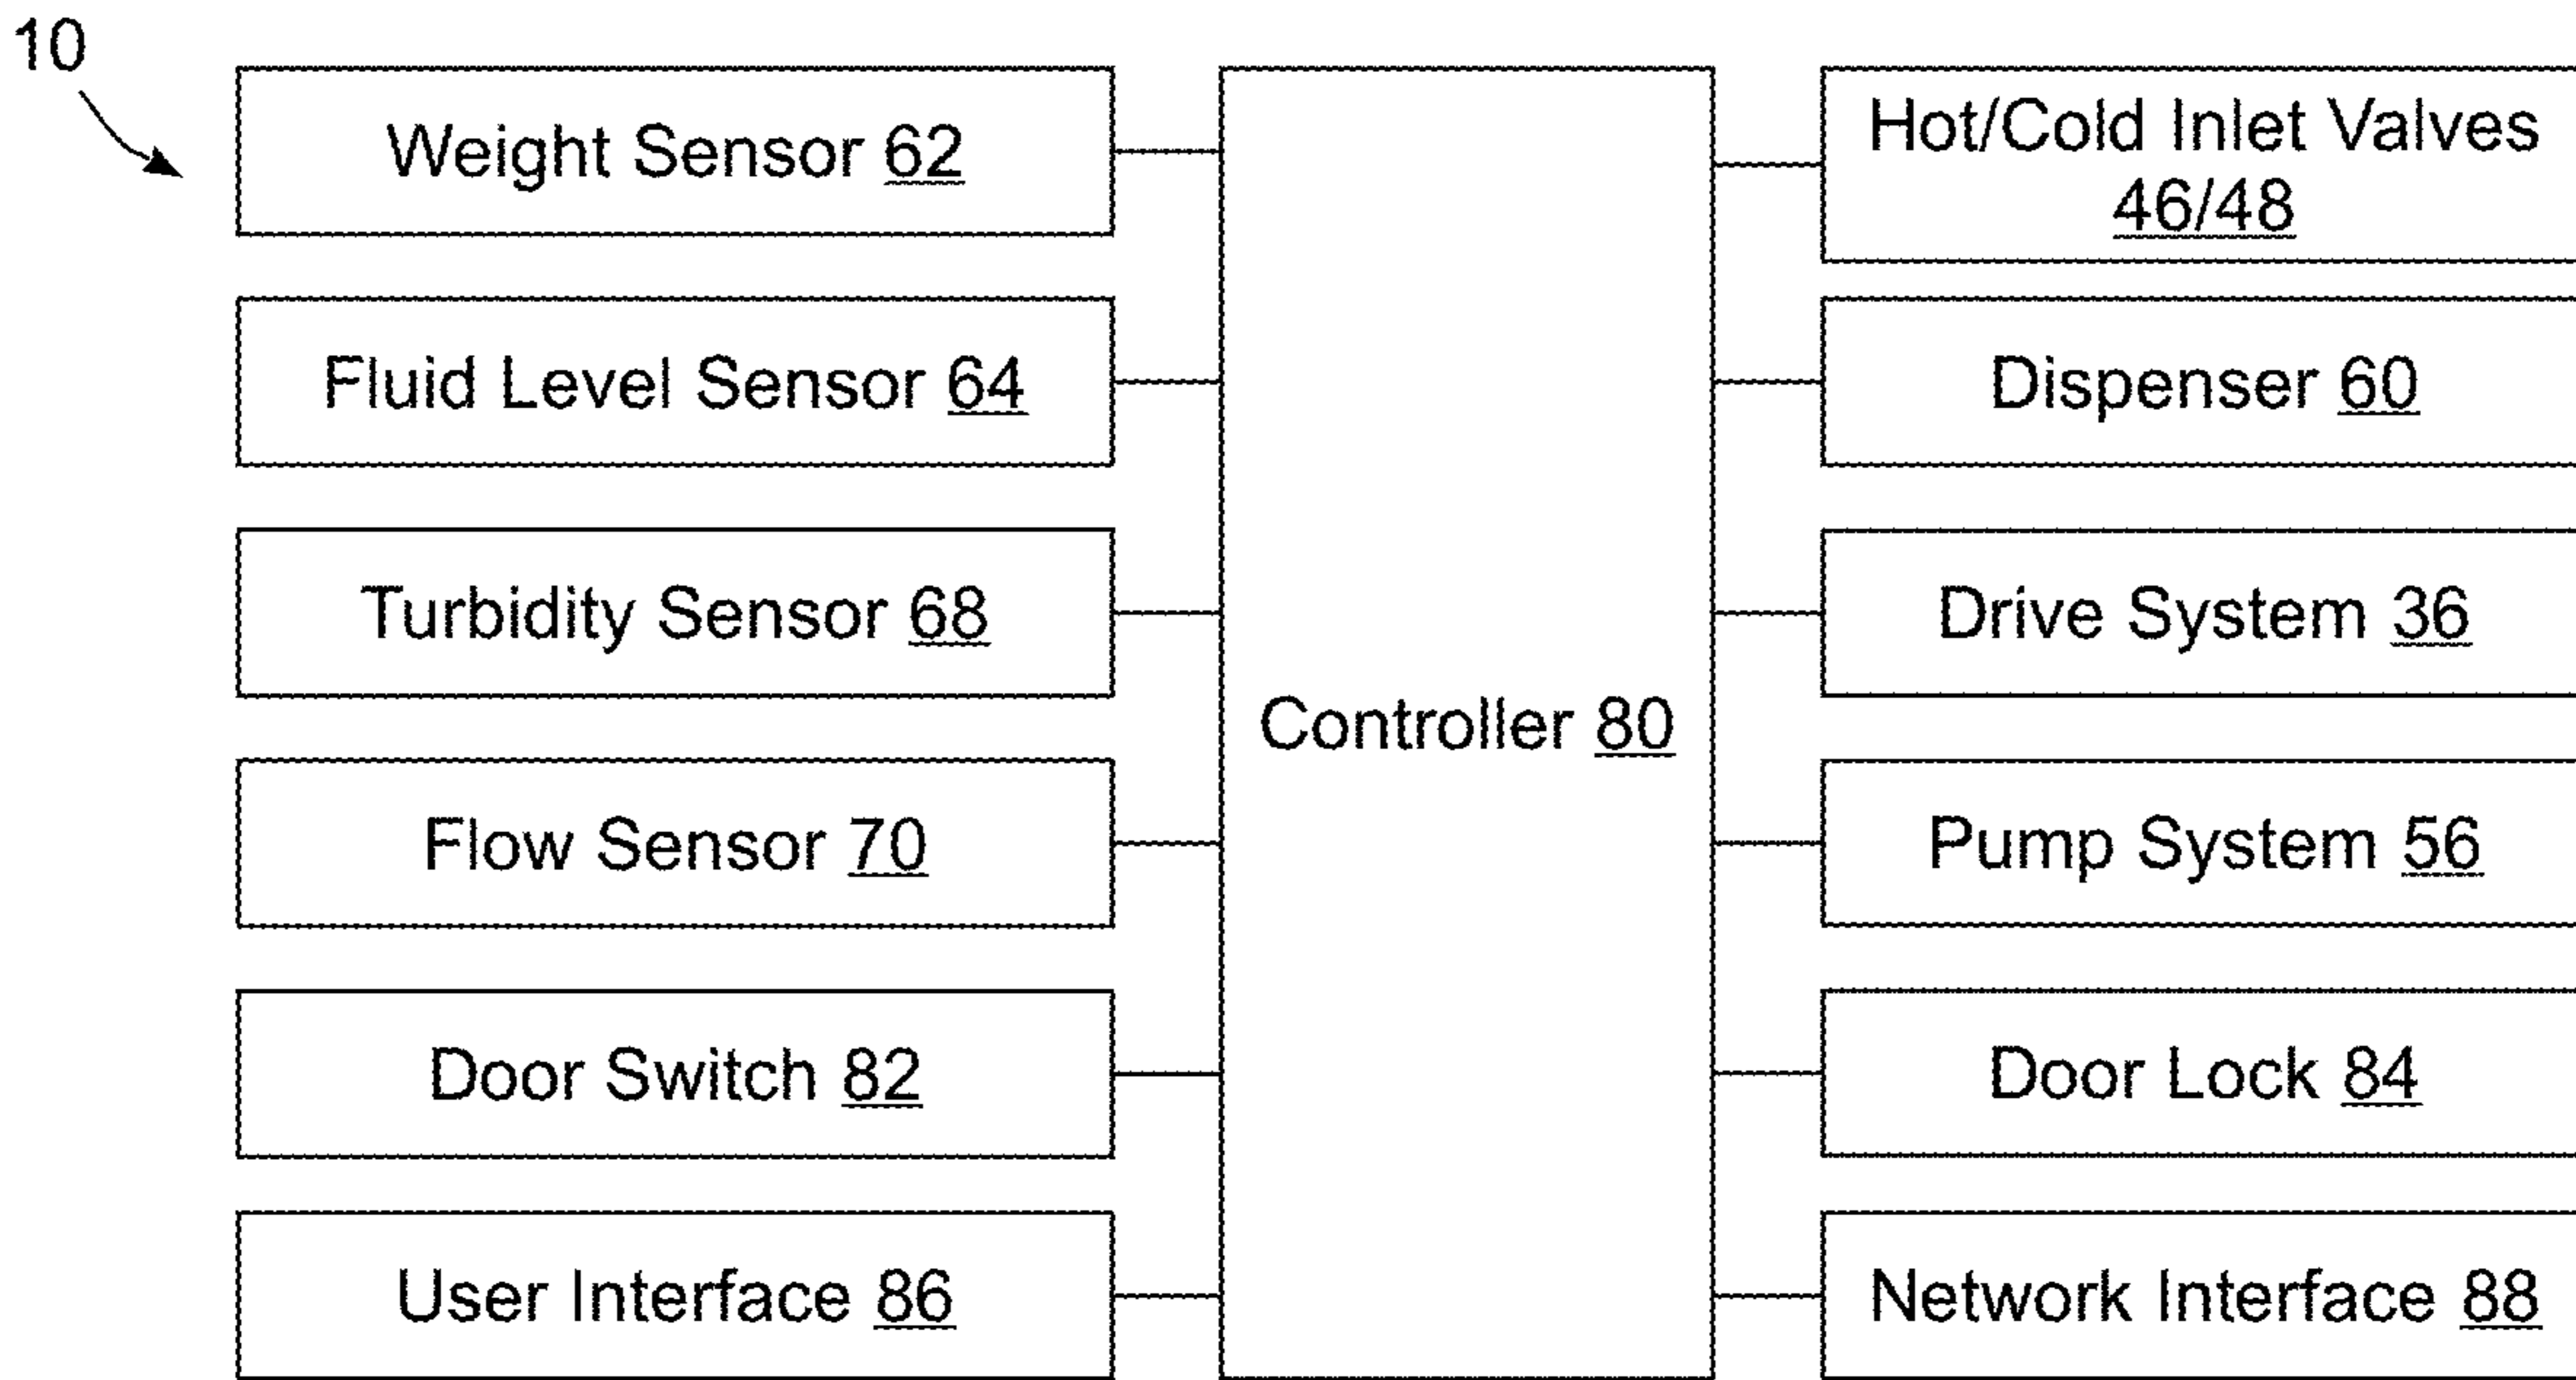 10
Weight Sensor 62
Fluid Level Sensor 64
Turbidity Sensor 68
Flow Sensor 70
Door Switch 82
User Interface 86
Controller 80
Hot/Cold Inlet Valves
46/48
Dispenser 60
Drive System 36
Pump System 56
Door Lock 84
Network Interface 88